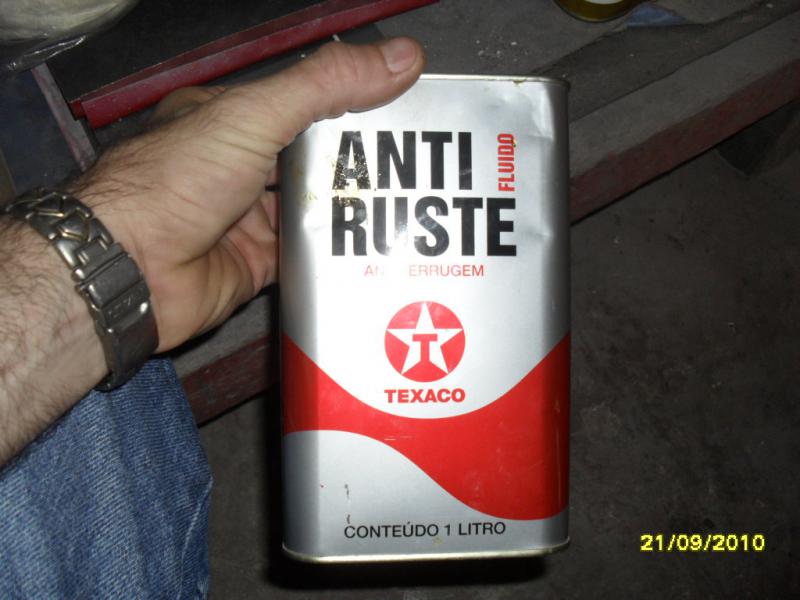 ANTI
FLUIDO
RUSTE
TEXACO
CONTEÚDO 1 LITRO
21/09/2010